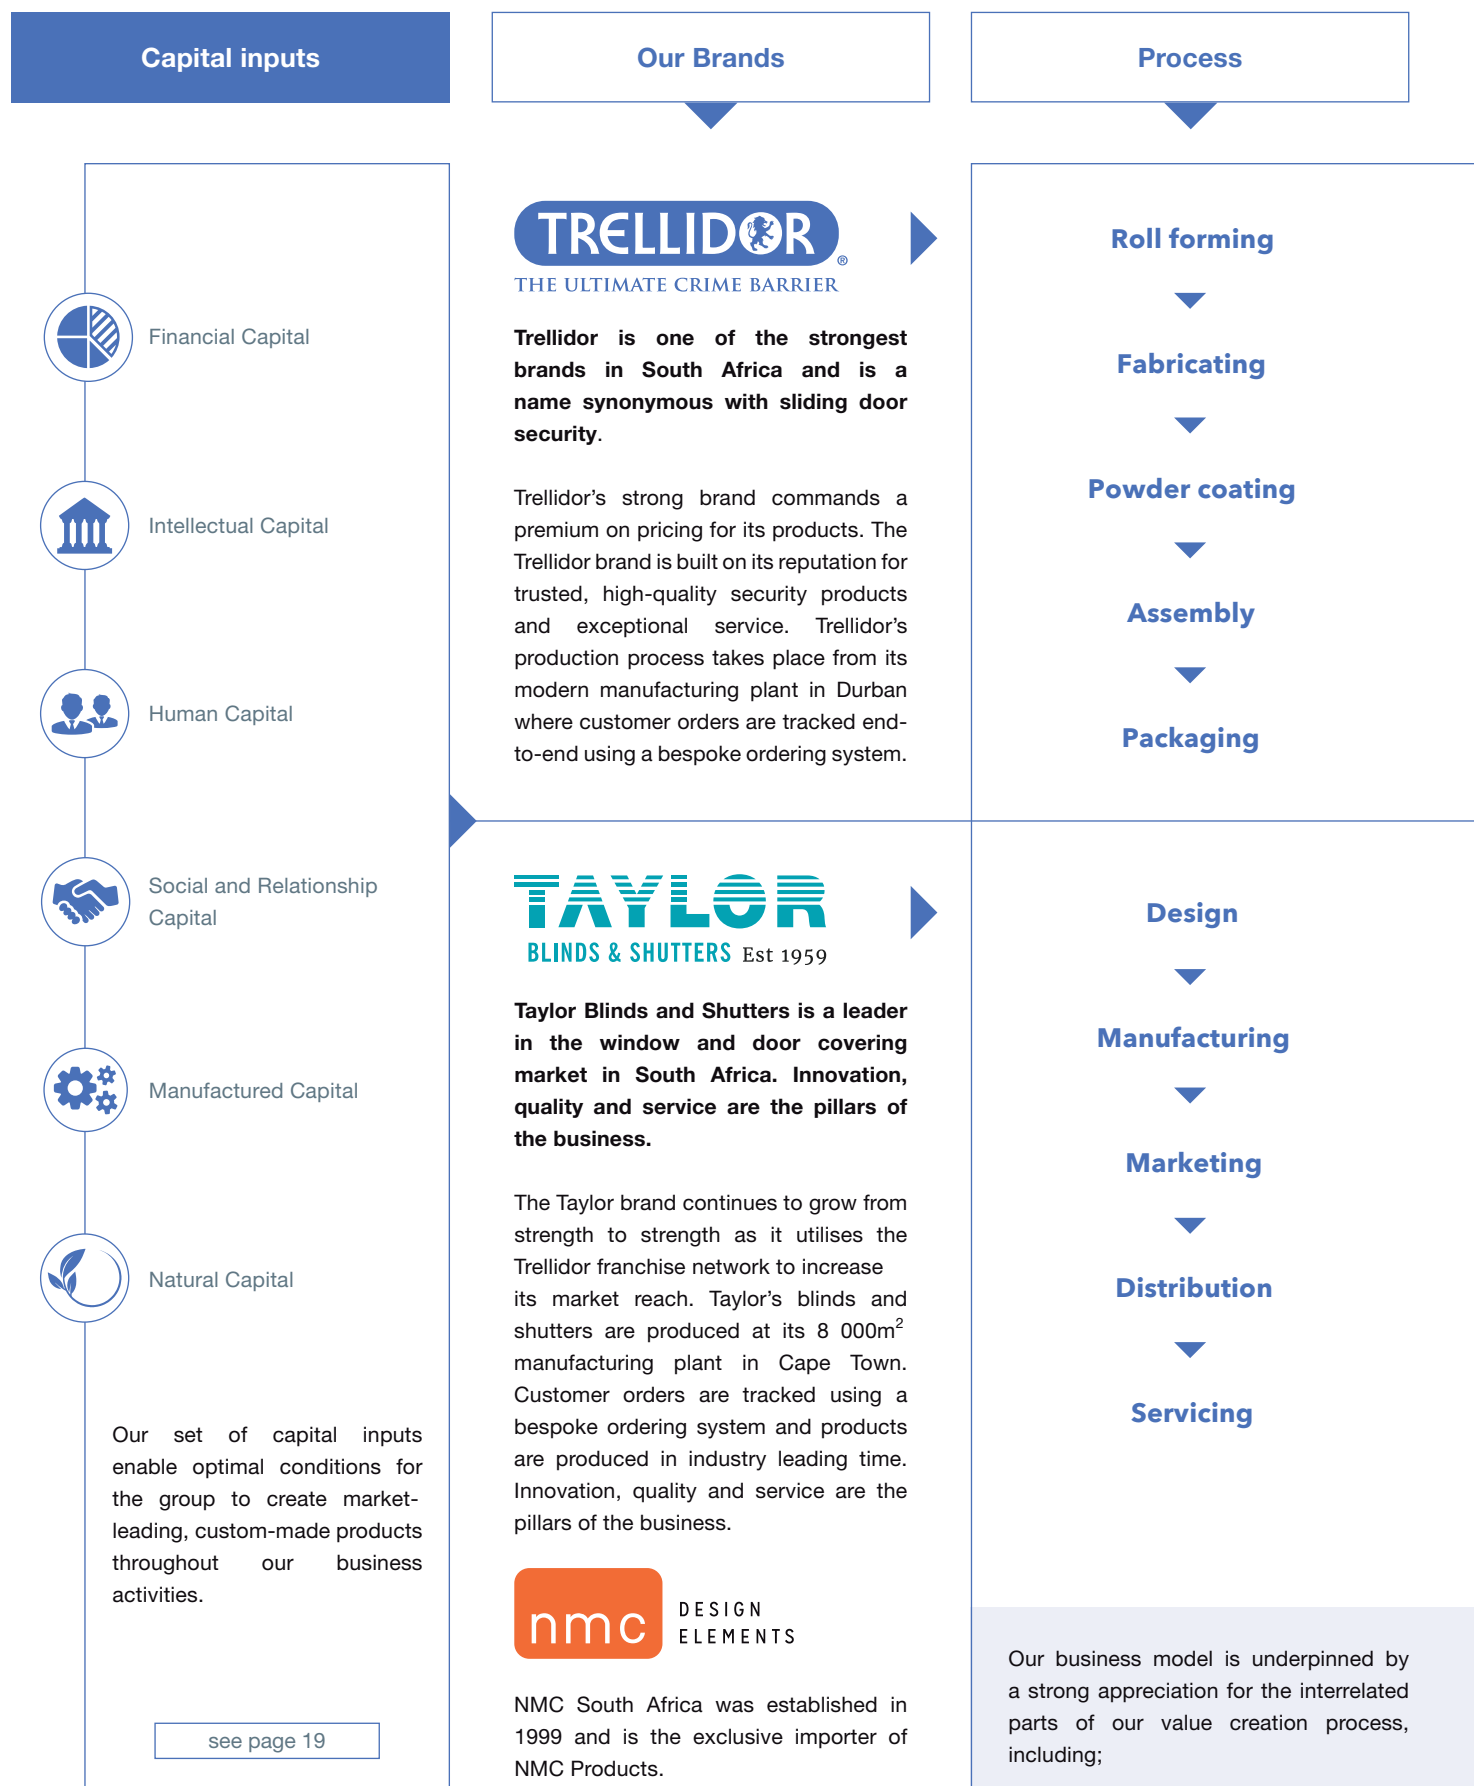 Capital inputs
Our Brands
Process
Financial Capital
Intellectual Capital
Human Capital
Social and Relationship
Capital
Manufactured Capital
Natural Capital
Our set of capital inputs
enable optimal conditions for
the group to create market-
leading, custom-made products
throughout our business
activities.
see page 19
TRELLIDOR
®
THE ULTIMATE CRIME BARRIER
Trellidor is one of the strongest
brands in South Africa and is a
name synonymous with sliding door
security.
Trellidor’s strong brand commands a
premium on pricing for its products. The
Trellidor brand is built on its reputation for
trusted, high-quality security products
and exceptional service. Trellidor’s
production process takes place from its
modern manufacturing plant in Durban
where customer orders are tracked end-
to-end using a bespoke ordering system.
TAYLOR
BLINDS & SHUTTERS Est 1959
Taylor Blinds and Shutters is a leader
in the window and door covering
market in South Africa. Innovation,
quality and service are the pillars of
the business.
The Taylor brand continues to grow from
strength to strength as it utilises the
Trellidor franchise network to increase
its market reach. Taylor’s blinds and
shutters are produced at its 8 000m²
manufacturing plant in Cape Town.
Customer orders are tracked using a
bespoke ordering system and products
are produced in industry leading time.
Innovation, quality and service are the
pillars of the business.
nmc
DESIGN
ELEMENTS
NMC South Africa was established in
1999 and is the exclusive importer of
NMC Products.
Roll forming
Fabricating
Powder coating
Assembly
Packaging
Design
Manufacturing
Marketing
Distribution
Servicing
Our business model is underpinned by
a strong appreciation for the interrelated
parts of our value creation process,
including;